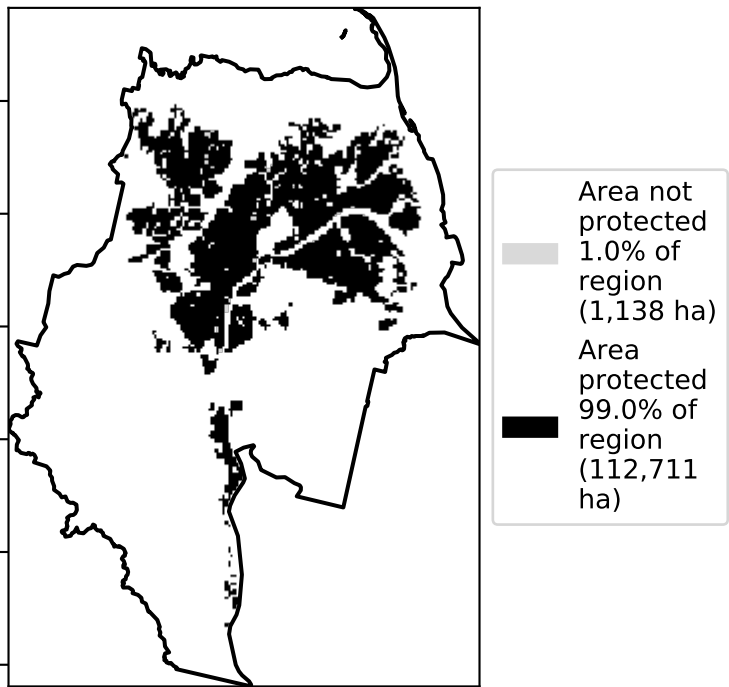 Area not
protected
1.0% of
region
(1,138 ha)
Area
protected
99.0% of
region
(112,711
ha)